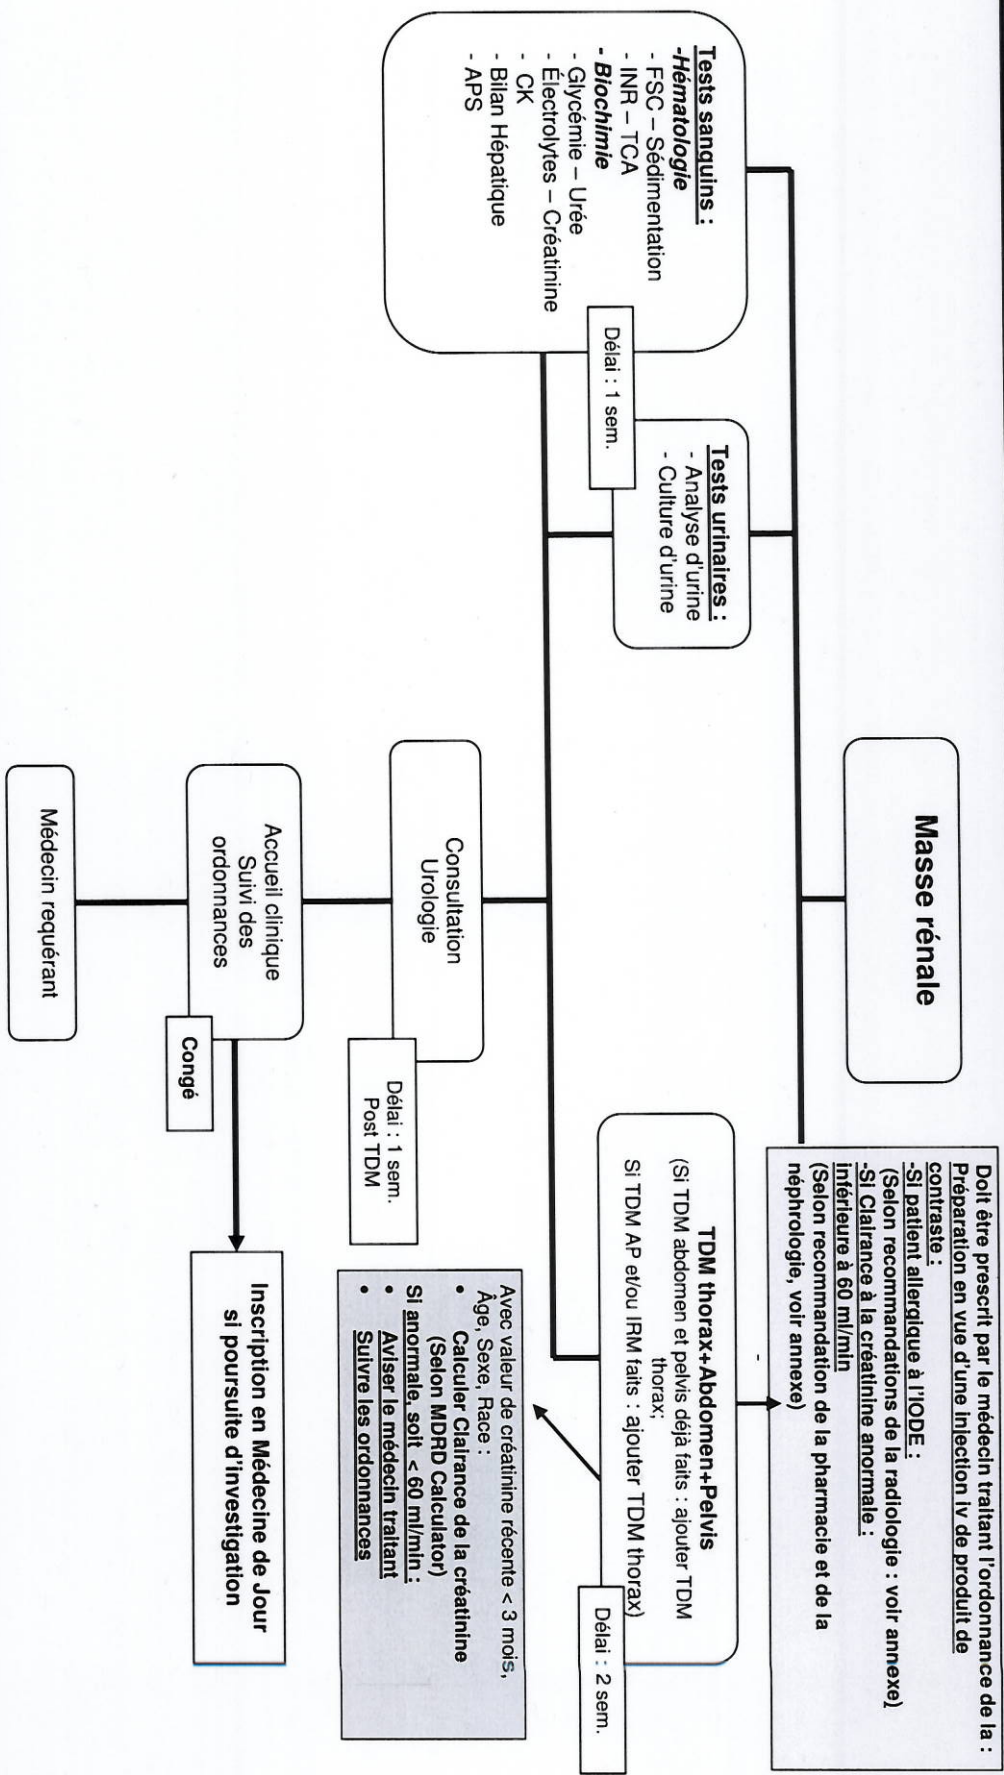 Masse rénale
Doit être prescrit par le médecin traitant l'ordonnance de la :
Préparation en vue d'une Injection iv de produit de
contraste :
-Si patient allergique à l'IODE :
(Selon recommandations de la radiologie : voir annexe)
-Si Clairance à la créatinine anormale :
inférieure à 60 ml/min
(Selon recommandation de la pharmacie et de la
néphrologie, voir annexe)
Tests sanguins :
-Hématologie
- FSC – Sédimentation
- INR – TCA
- Biochimie
- Glycémie – Urée
- Électrolytes – Créatinine
- CK
- Bilan Hépatique
- APS
Délai : 1 sem.
Tests urinaires :
- Analyse d'urine
- Culture d'urine
-
TDM thorax+Abdomen+Pelvis
(Si TDM abdomen et pelvis déjà faits : ajouter TDM
thorax;
Si TDM AP et/ou IRM faits : ajouter TDM thorax)
Délai : 2 sem.
Avec valeur de créatinine récente < 3 mois,
Âge, Sexe, Race :
• Calculer Clairance de la créatinine
(Selon MDRD Calculator)
Si anormale, soit < 60 ml/min :
• Aviser le médecin traitant
• Suivre les ordonnances
Consultation
Urologie
Délai : 1 sem.
Post TDM
Accueil clinique
Suivi des
ordonnances
Congé
Inscription en Médecine de Jour
si poursuite d'investigation
Médecin requérant